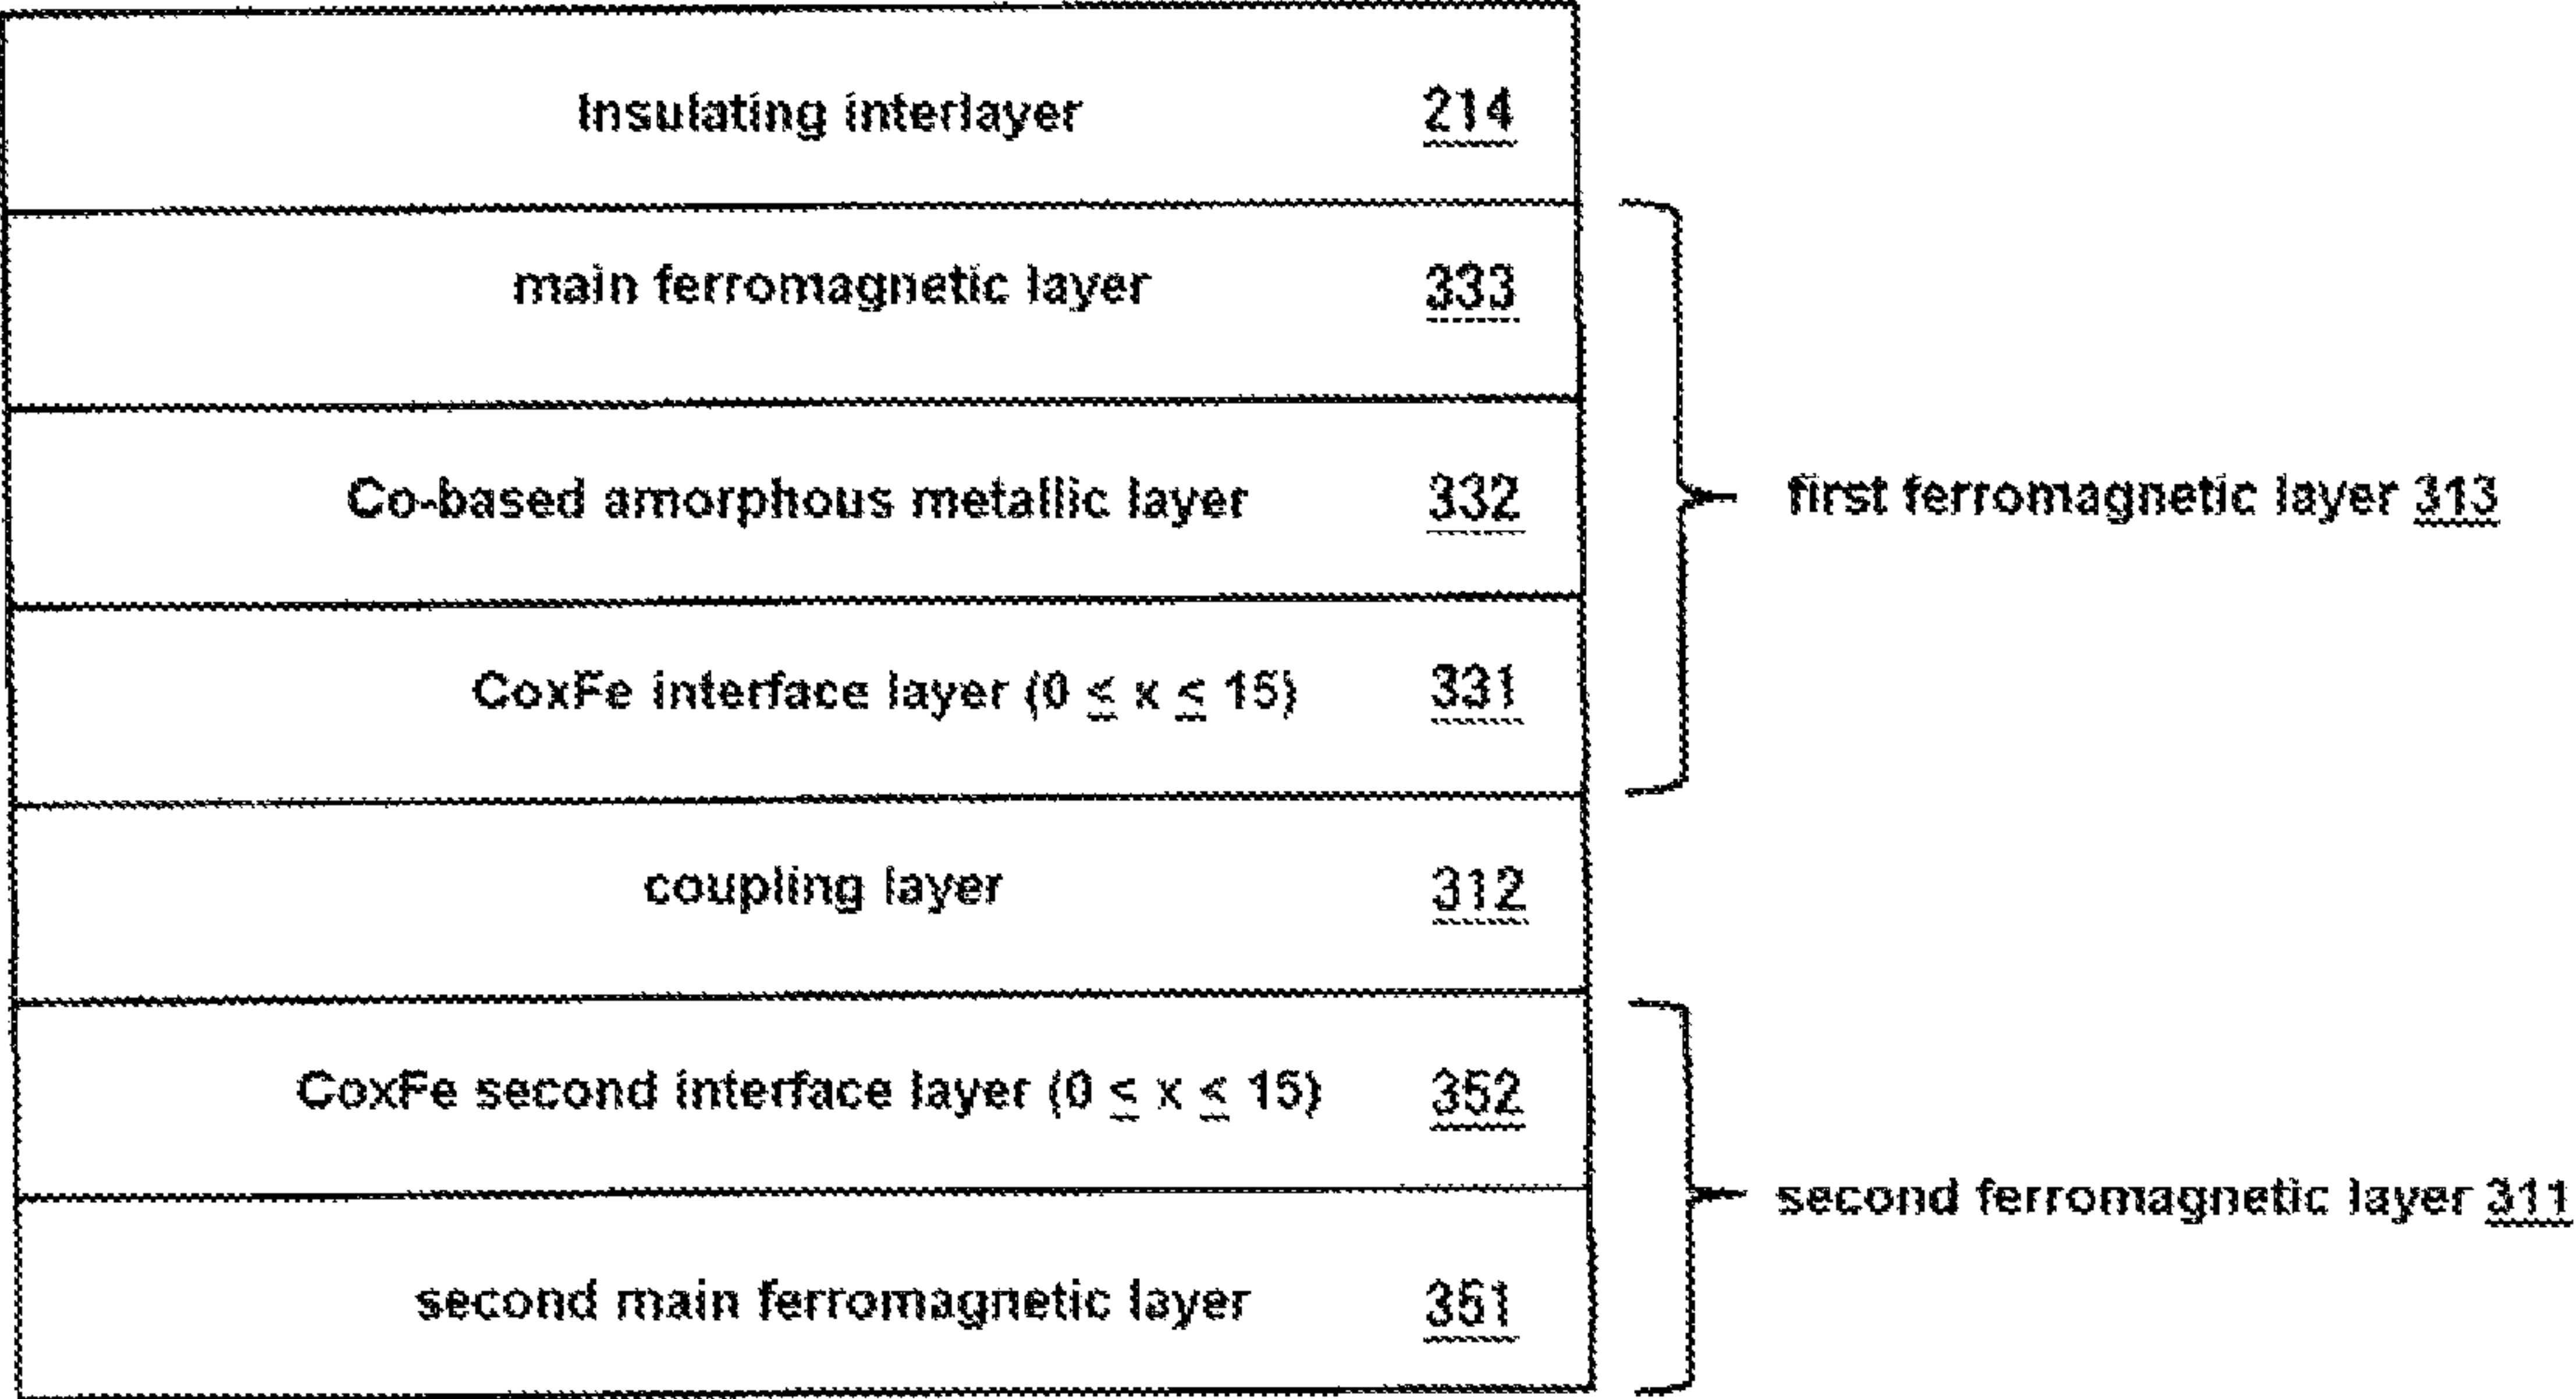 Insulating interlayer 214
main ferromagnetic layer 333
Co-based amorphous metallic layer 332
first ferromagnetic layer 313
CoxFe interface layer (0 ≤ x ≤ 15) 331
coupling layer 312
CoxFe second interface layer (0 ≤ x ≤ 15) 352
second ferromagnetic layer 311
second main ferromagnetic layer 351